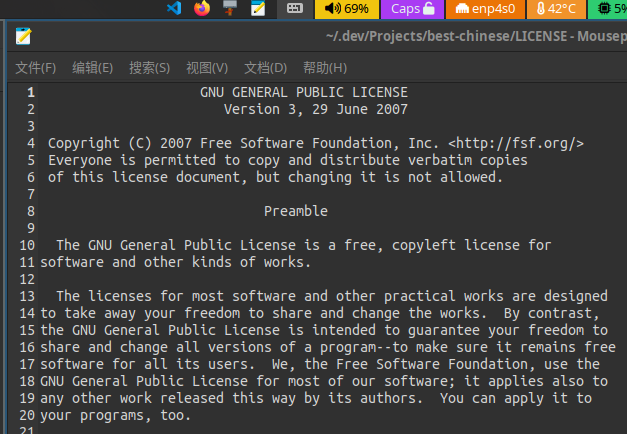 69%
Caps
enp4s0
42°C
5%
~/.dev/Projects/best-chinese/LICENSE - Mousep
文件(F) 编辑(E) 搜索(S) 视图(V) 文档(D) 帮助(H)
1 GNU GENERAL PUBLIC LICENSE
2 Version 3, 29 June 2007
3
4 Copyright (C) 2007 Free Software Foundation, Inc. <http://fsf.org/>
5 Everyone is permitted to copy and distribute verbatim copies
6 of this license document, but changing it is not allowed.
7
8 Preamble
9
10 The GNU General Public License is a free, copyleft license for
11 software and other kinds of works.
12
13 The licenses for most software and other practical works are designed
14 to take away your freedom to share and change the works.  By contrast,
15 the GNU General Public License is intended to guarantee your freedom to
16 share and change all versions of a program--to make sure it remains free
17 software for all its users.  We, the Free Software Foundation, use the
18 GNU General Public License for most of our software; it applies also to
19 any other work released this way by its authors.  You can apply it to
20 your programs, too.
21